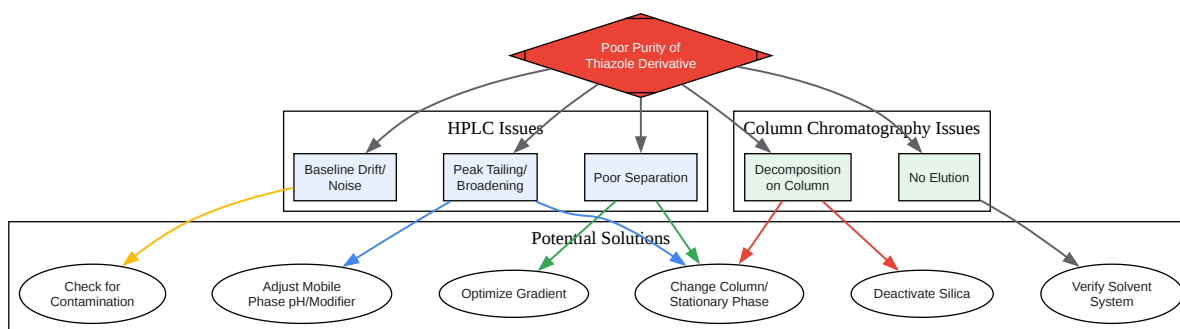 Poor Purity of
Thiazole Derivative
HPLC Issues
Column Chromatography Issues
Baseline Drift/
Noise
Peak Tailing/
Broadening
Poor Separation
Decomposition
on Column
No Elution
Potential Solutions
Check for
Contamination
Adjust Mobile
Phase pH/Modifier
Optimize Gradient
Change Column/
Stationary Phase
Deactivate Silica
Verify Solvent
System